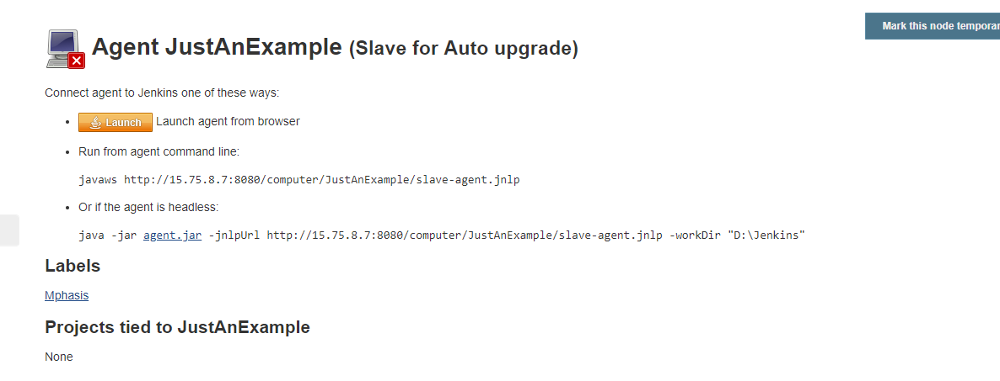 Mark this node temporar
Agent JustAnExample (Slave for Auto upgrade)
Connect agent to Jenkins one of these ways:
Launch Launch agent from browser
Run from agent command line:
javaws http://15.75.8.7:8080/computer/JustAnExample/slave-agent.jnlp
Or if the agent is headless:
java -jar agent.jar -jnlpUrl http://15.75.8.7:8080/computer/JustAnExample/slave-agent.jnlp -workDir "D:\Jenkins"
Labels
Mphasis
Projects tied to JustAnExample
None